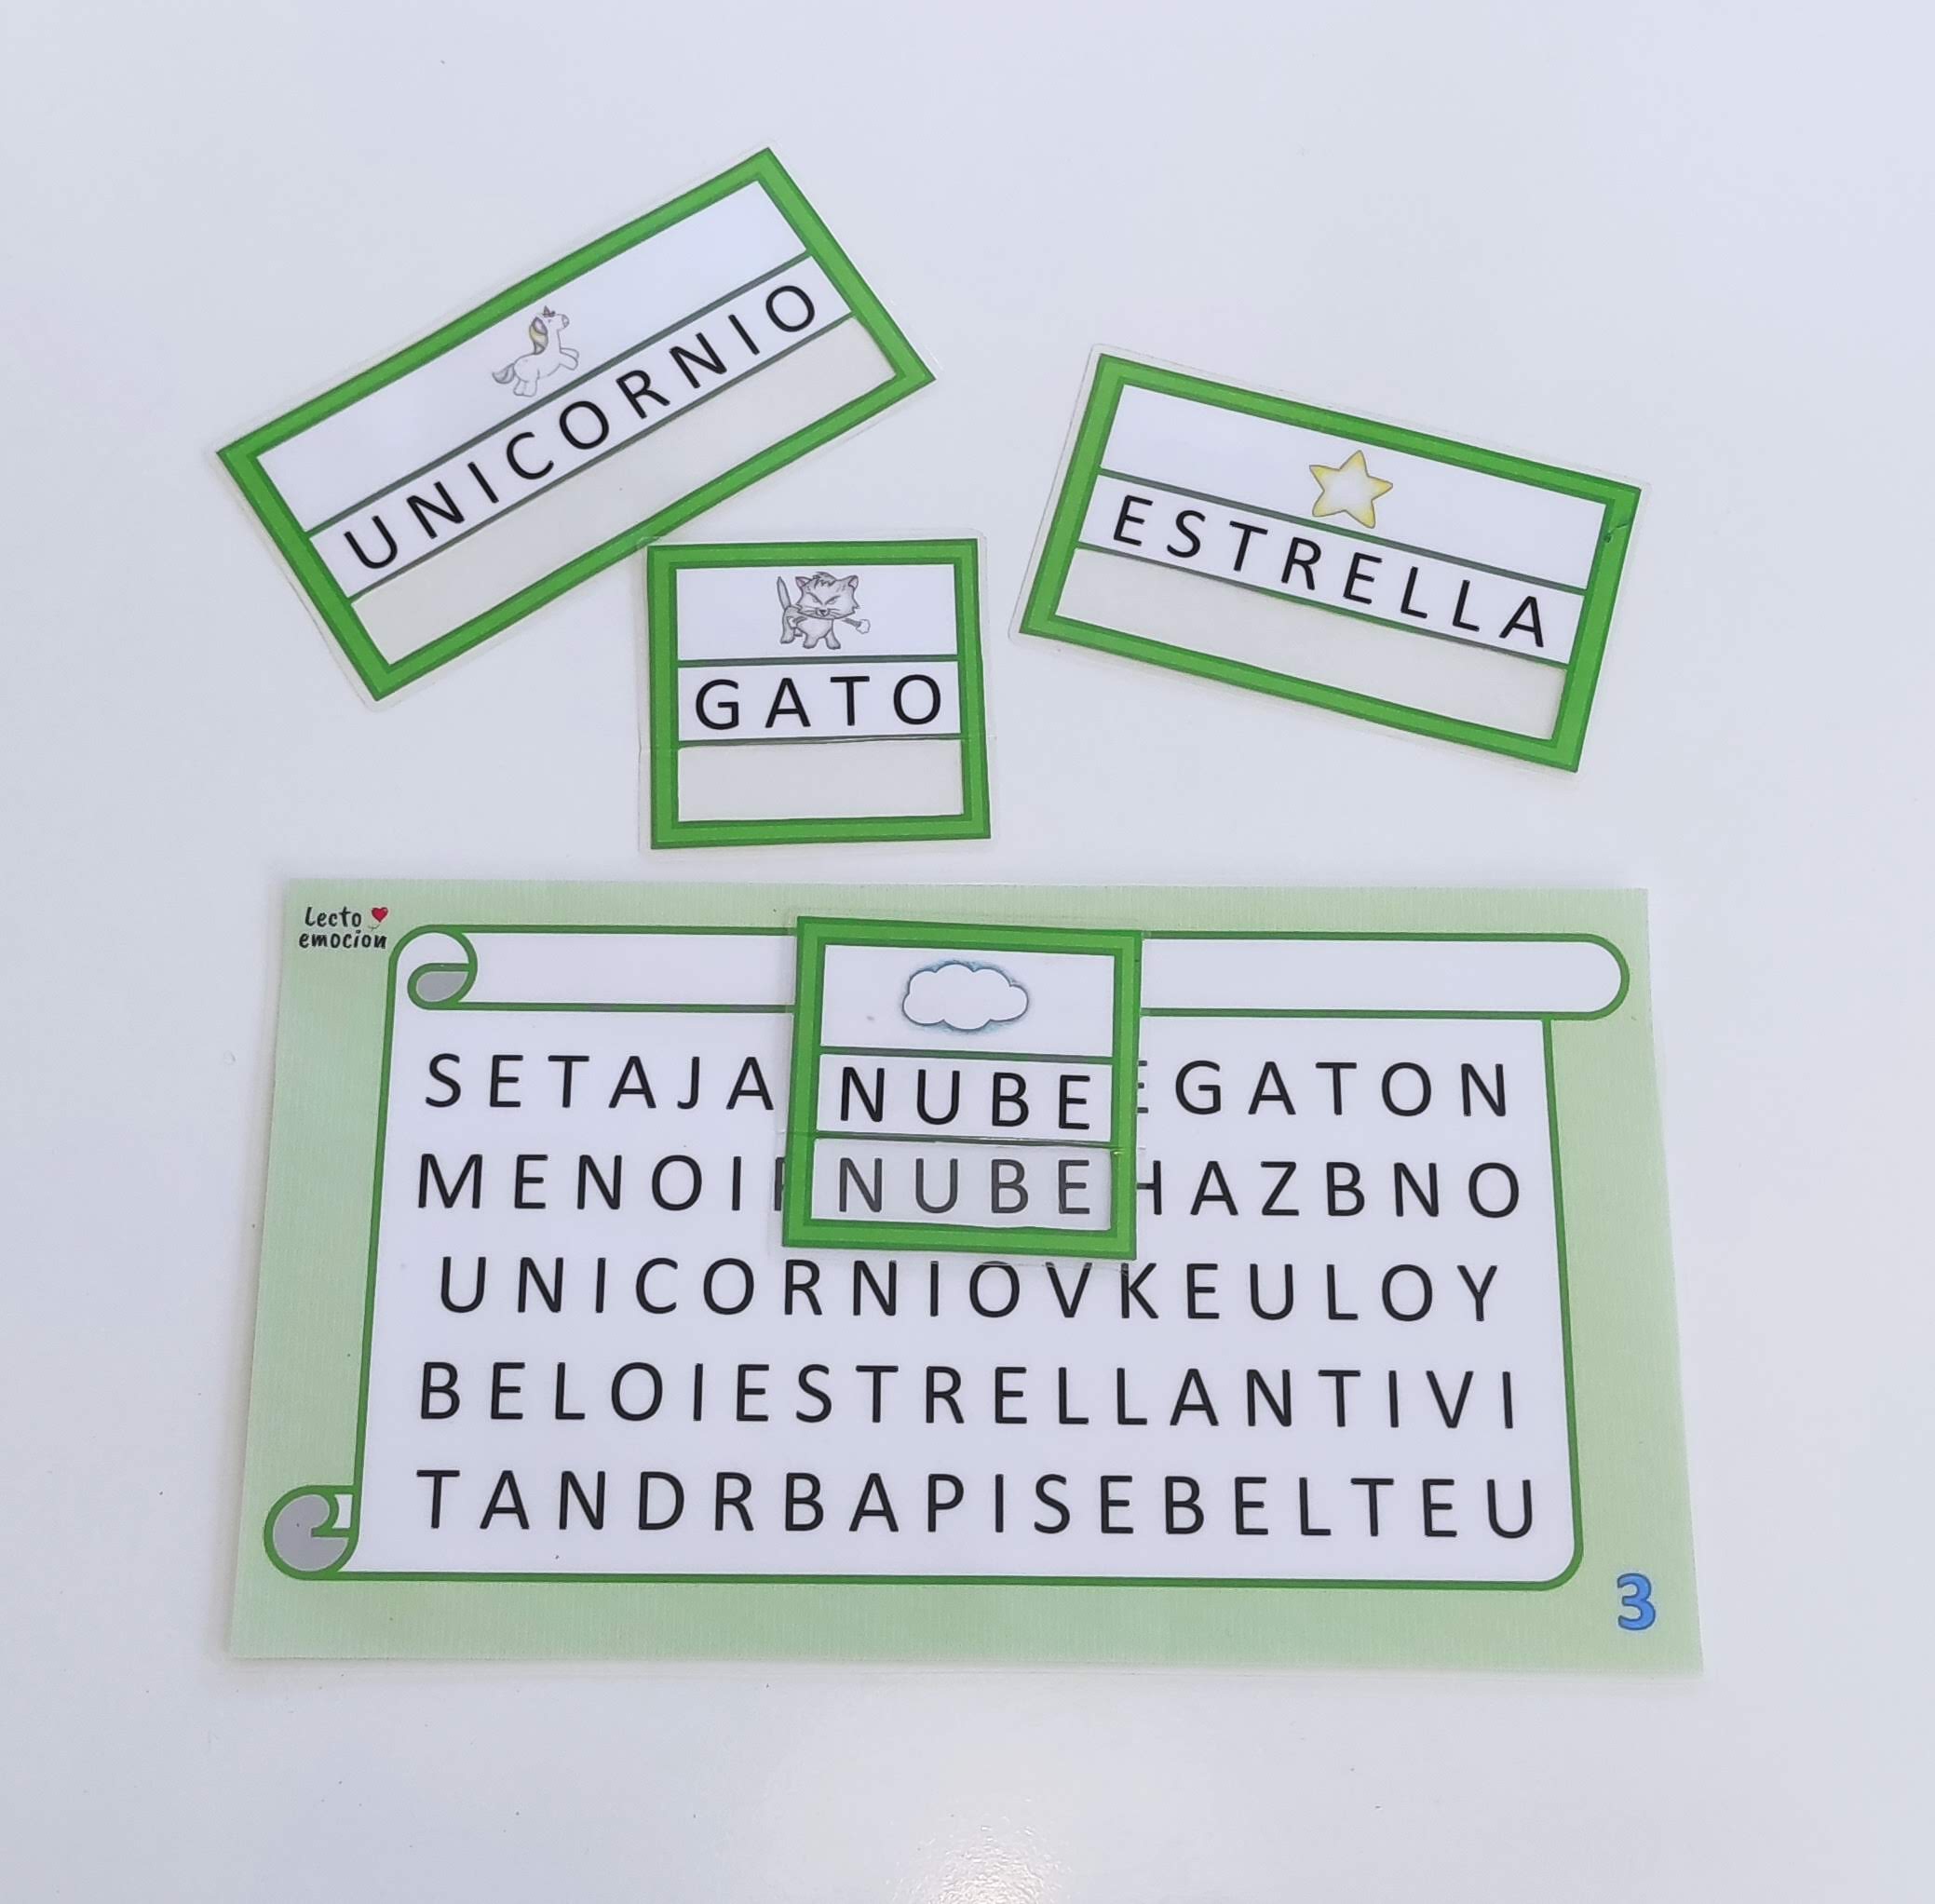 UNICORNIO
ESTRELLA
GATO
Lecto
emocion
NUBE
SETAJA EGATON
MENOI NUBE HAZBNO
UNICORNIOVKEULOY
BELOIESTRELLANTIVI
TANDRBAPISEBELTEU
3